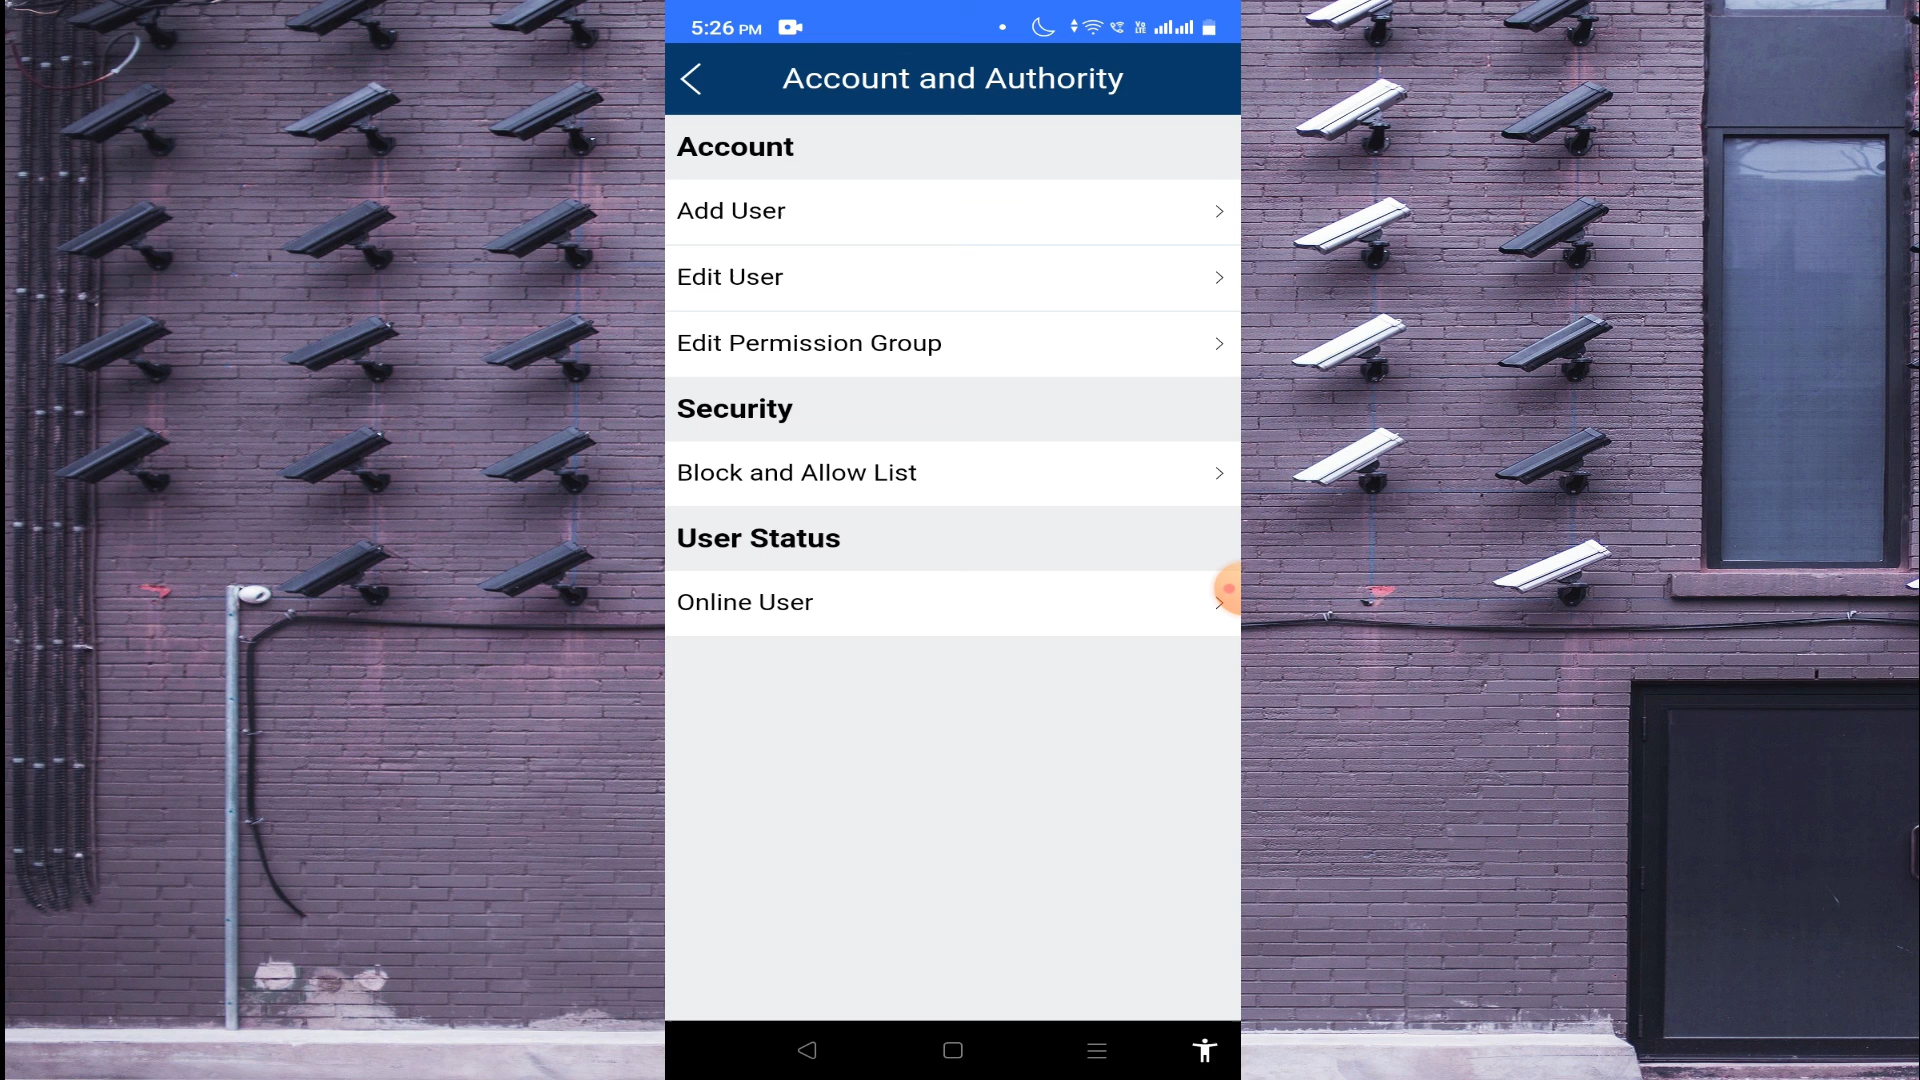 5:26 PM
Account and Authority
Account
Add User
Edit User
Edit Permission Group
Security
Block and Allow List
User Status
Online User